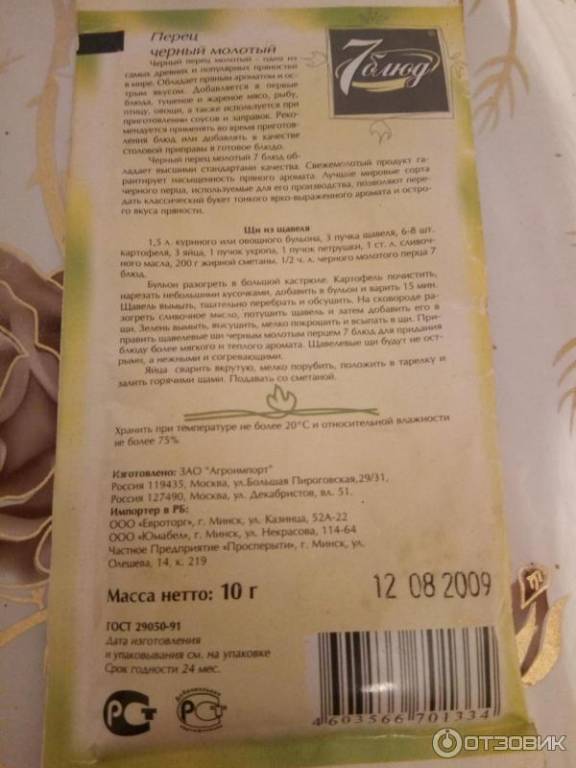 Перец
черный молотый
7 блюд
Черный перец молотый - одна из
самых древних и популярных пряностей
в мире. Обладает пряным ароматом и ос-
трым вкусом. Добавляется в первые
блюда, тушеное и жареное мясо, рыбу,
птицу, овощи, а также используется при
приготовлении соусов и заправок. Реко-
мендуется применять во время приготов-
ления блюд или добавлять в качестве
столовой приправы в готовое блюдо.
Черный перец молотый 7 блюд об-
ладает высшими стандартами качества. Свежемолотый продукт га-
рантирует насыщенность пряного аромата. Лучшие мировые сорта
черного перца, используемые для его производства, позволяют пере-
дать классический букет тонкого ярко-выраженного аромата и остро-
го вкуса пряности.
Щи из щавеля
1,5 л. куриного или овощного бульона, 3 пучка щавеля, 6-8 шт.
картофеля, 3 яйца, 1 пучок укропа, 1 пучок петрушки, 1 ст. л. сливоч-
ного масла, 200 г жирной сметаны. 1/2 ч. л. черного молотого перца 7
блюд.
Бульон разогреть в большой кастрюле. Картофель почистить,
нарезать небольшими кусочками, добавить в бульон и варить 15 мин.
Щавель вымыть, тщательно перебрать и обсушить. На сковороде ра-
зогреть сливочное масло, потушить щавель и затем добавить его в
щи. Зелень вымыть, высушить, мелко покрошить и всыпать в щи. При-
править щавелевые щи черным молотым перцем 7 блюд для придания
блюду более мягкого и теплого аромата. Щавелевые щи будут не ост-
рыми, а нежными и согревающими.
Яйца сварить вкрутую, мелко порубить, положить в тарелку и
залить горячими щами. Подавать со сметаной.
Хранить при температуре не более 20°С и относительной влажности
не более 75%
Изготовлено: ЗАО "Агроимпорт"
Россия 119435, Москва, ул.Большая Пироговская,29/31,
Россия 127490, Москва, ул. Декабристов, вл. 51.
Импортер в РБ:
ООО «Евроторг», г. Минск, ул. Казинца, 52А-22
ООО «Юмабел», г. Минск, ул. Некрасова, 114-64
Частное Предприятие «Просперыти», г. Минск, ул.
Олешева, 14, к. 219
Масса нетто: 10 г
12 08 2009
ГОСТ 29050-91
Дата изготовления
и упаковывания см. на упаковке
Срок годности 24 мес.
РСТ
Добровольная
РСТ
сертификация
4603566701334
ОТЗОВИК